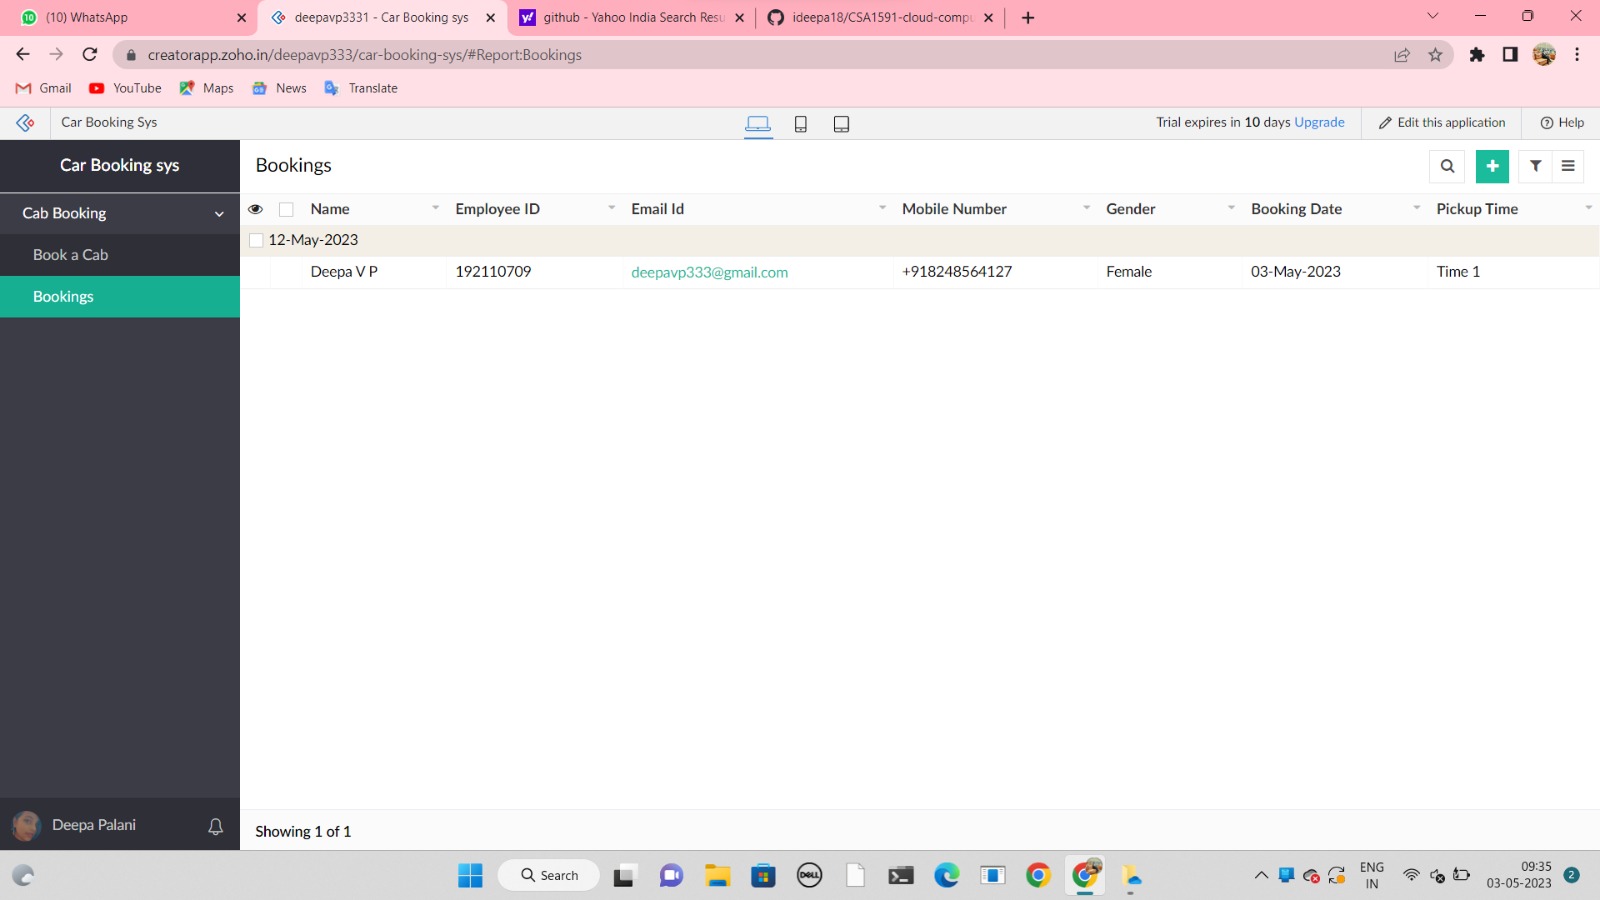 (10) WhatsApp
deepavp3331 - Car Booking sys
github - Yahoo India Search Resu
ideepa18/CSA1591-cloud-compu
creatorapp.zoho.in/deepavp333/car-booking-sys/#Report:Bookings
Gmail YouTube Maps News Translate
Car Booking Sys
Trial expires in 10 days Upgrade
Edit this application
Help
Car Booking sys
Bookings
Cab Booking
Name Employee ID Email Id Mobile Number Gender Booking Date Pickup Time
12-May-2023
Book a Cab
Deepa V P 192110709 deepavp333@gmail.com +918248564127 Female 03-May-2023 Time 1
Bookings
Deepa Palani
Showing 1 of 1
Search
DELL
ENG
IN
09:35
03-05-2023
2